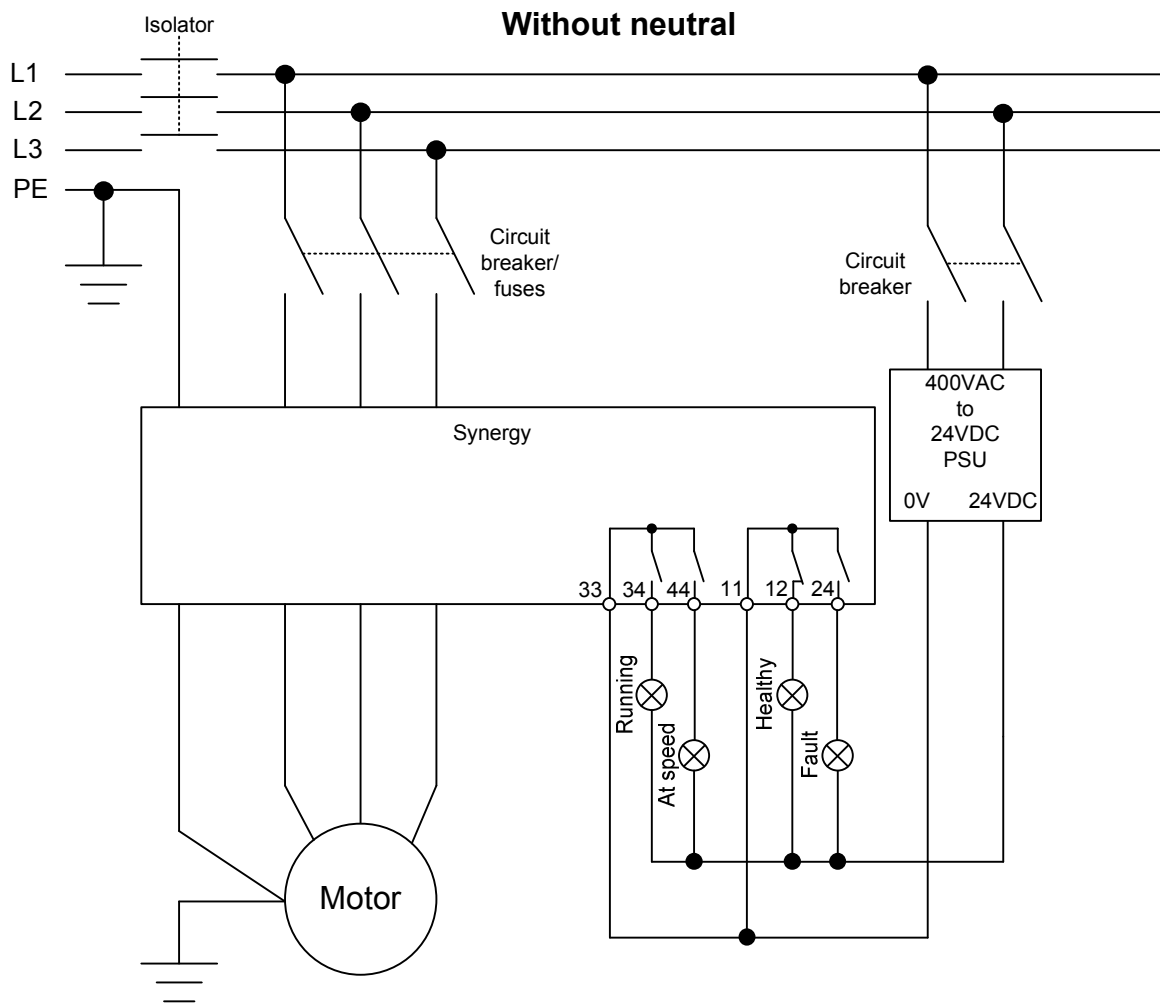 Without neutral
Isolator
L1
L2
L3
PE
Circuit
breaker/
fuses
Circuit
breaker
400VAC
to
24VDC
PSU
0V 24VDC
Synergy
33 34 44 11 12 24
Running
At speed
Healthy
Fault
Motor